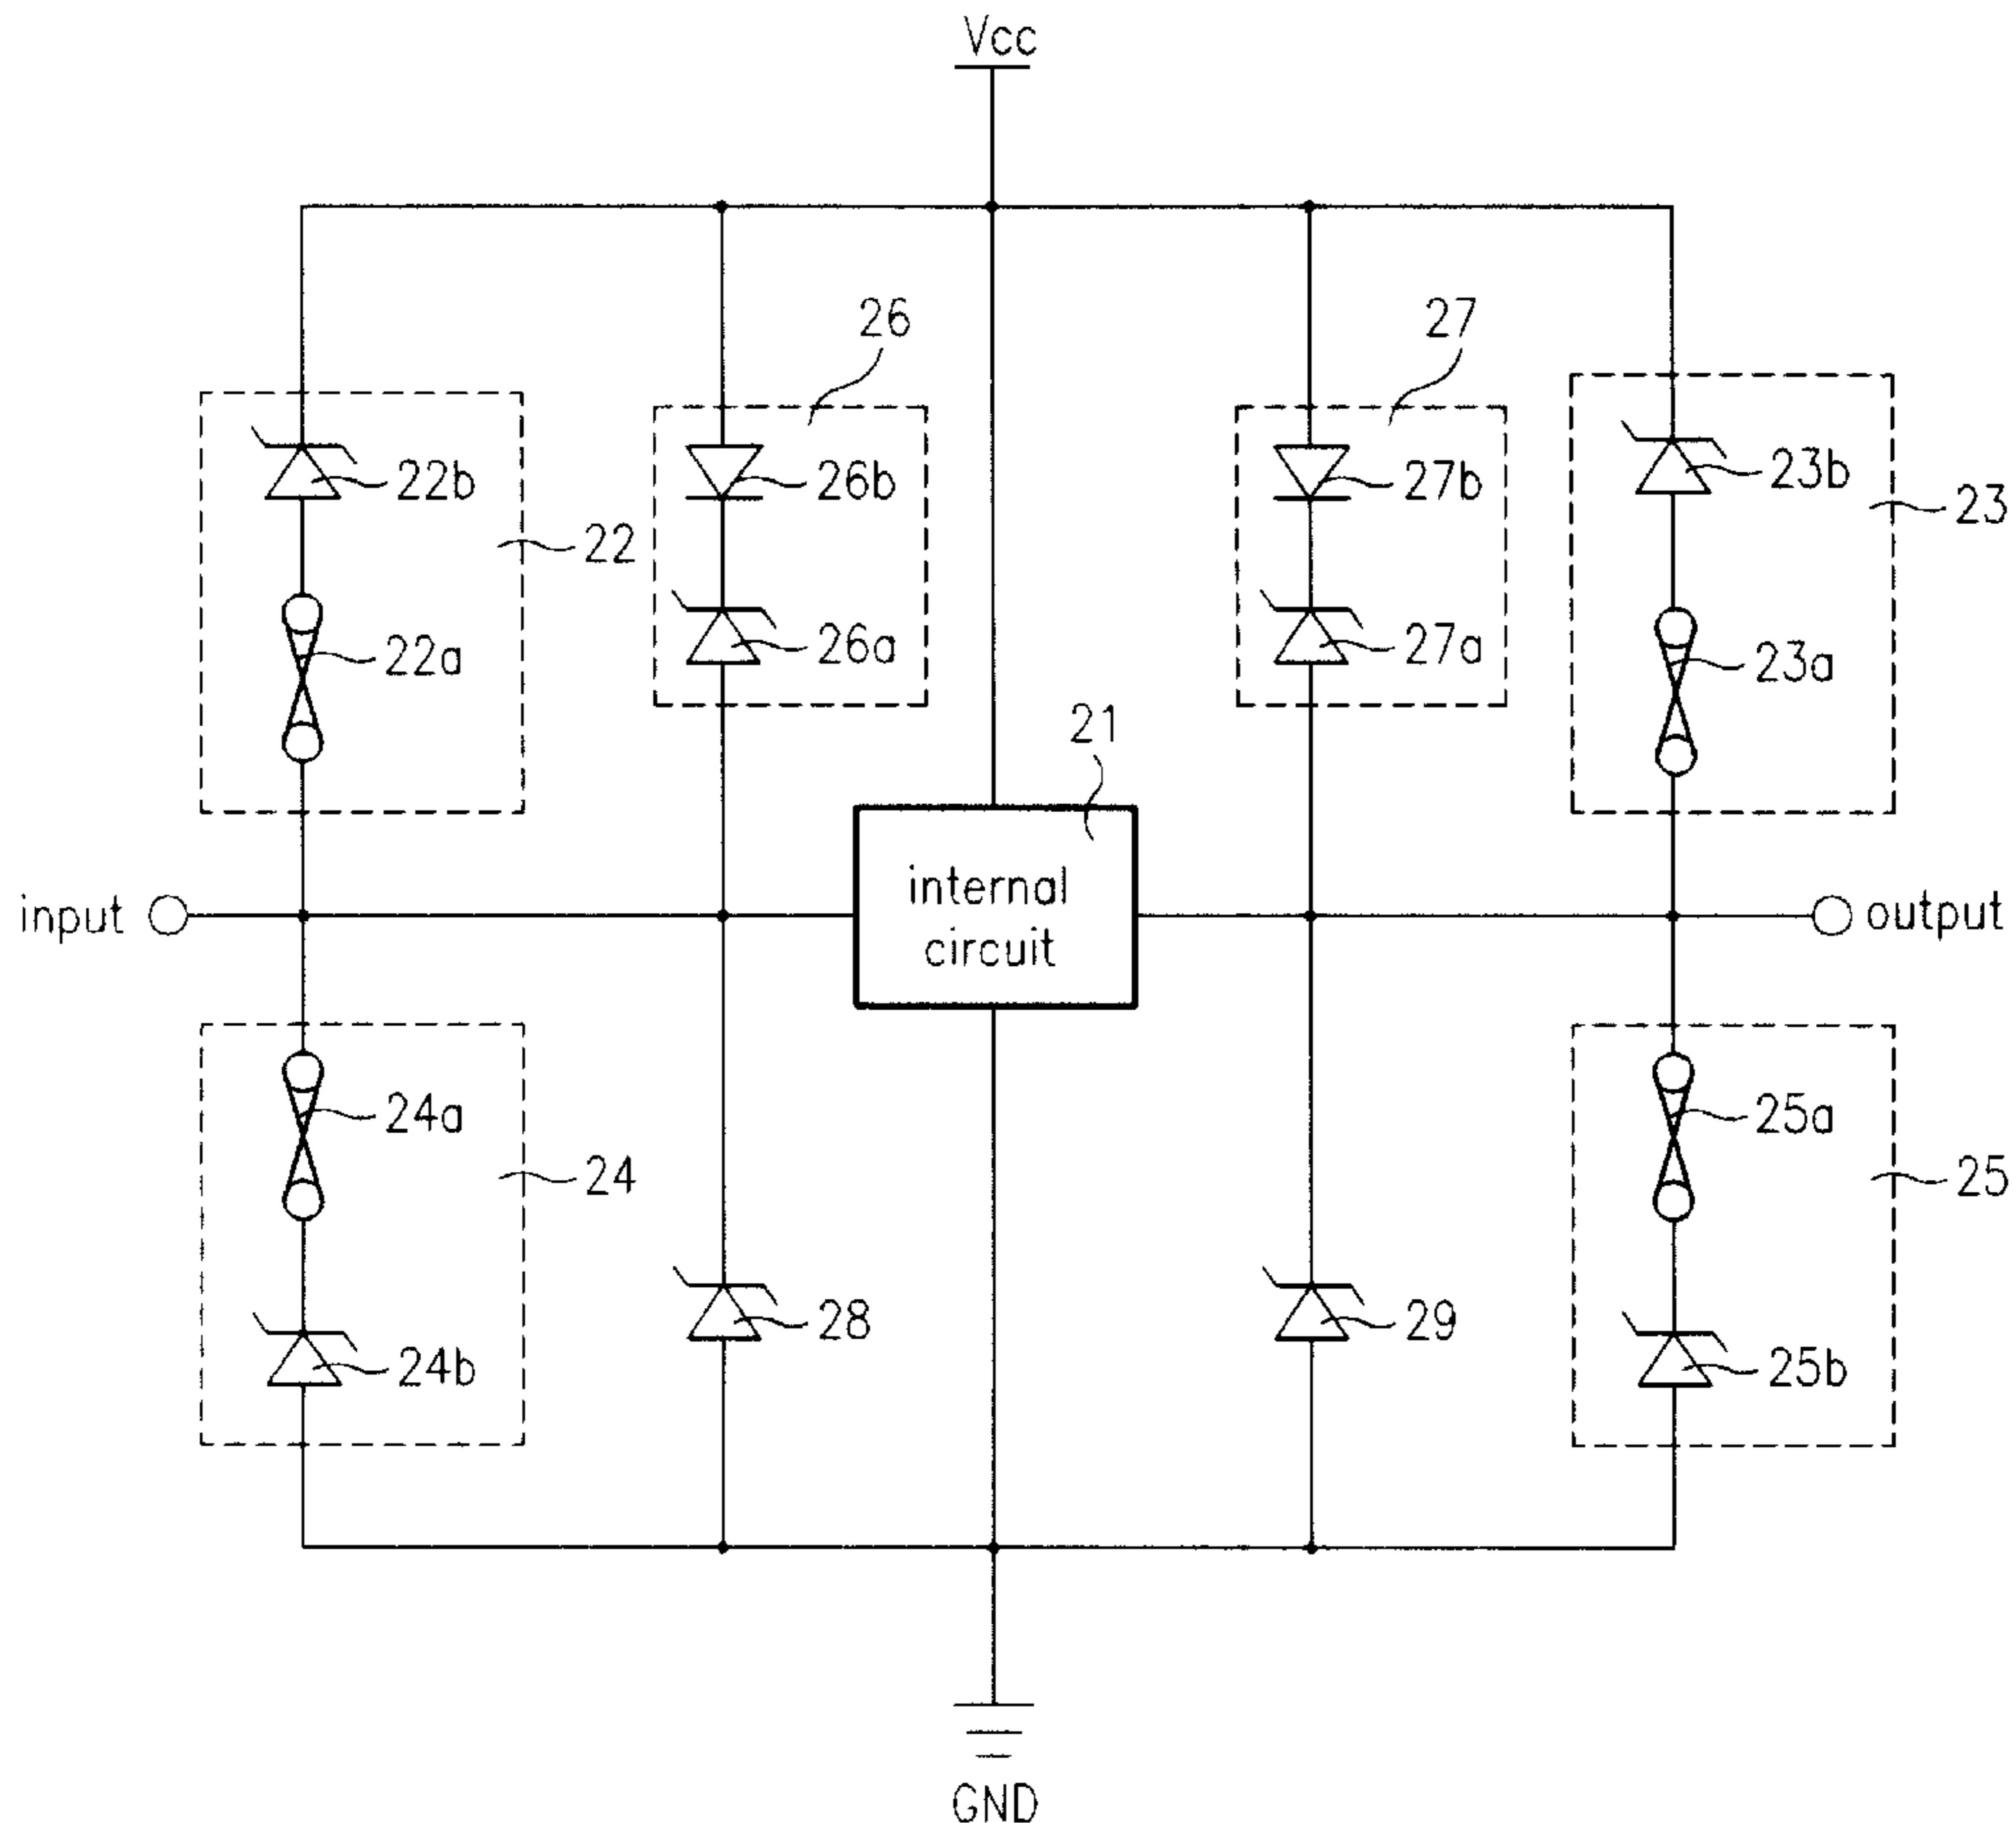 Vcc
26
27
22b
26b
27b
23b
23
22
26a
27a
22a
23a
21
input
internal
circuit
output
24a
25a
24
25
28
29
24b
25b
GND